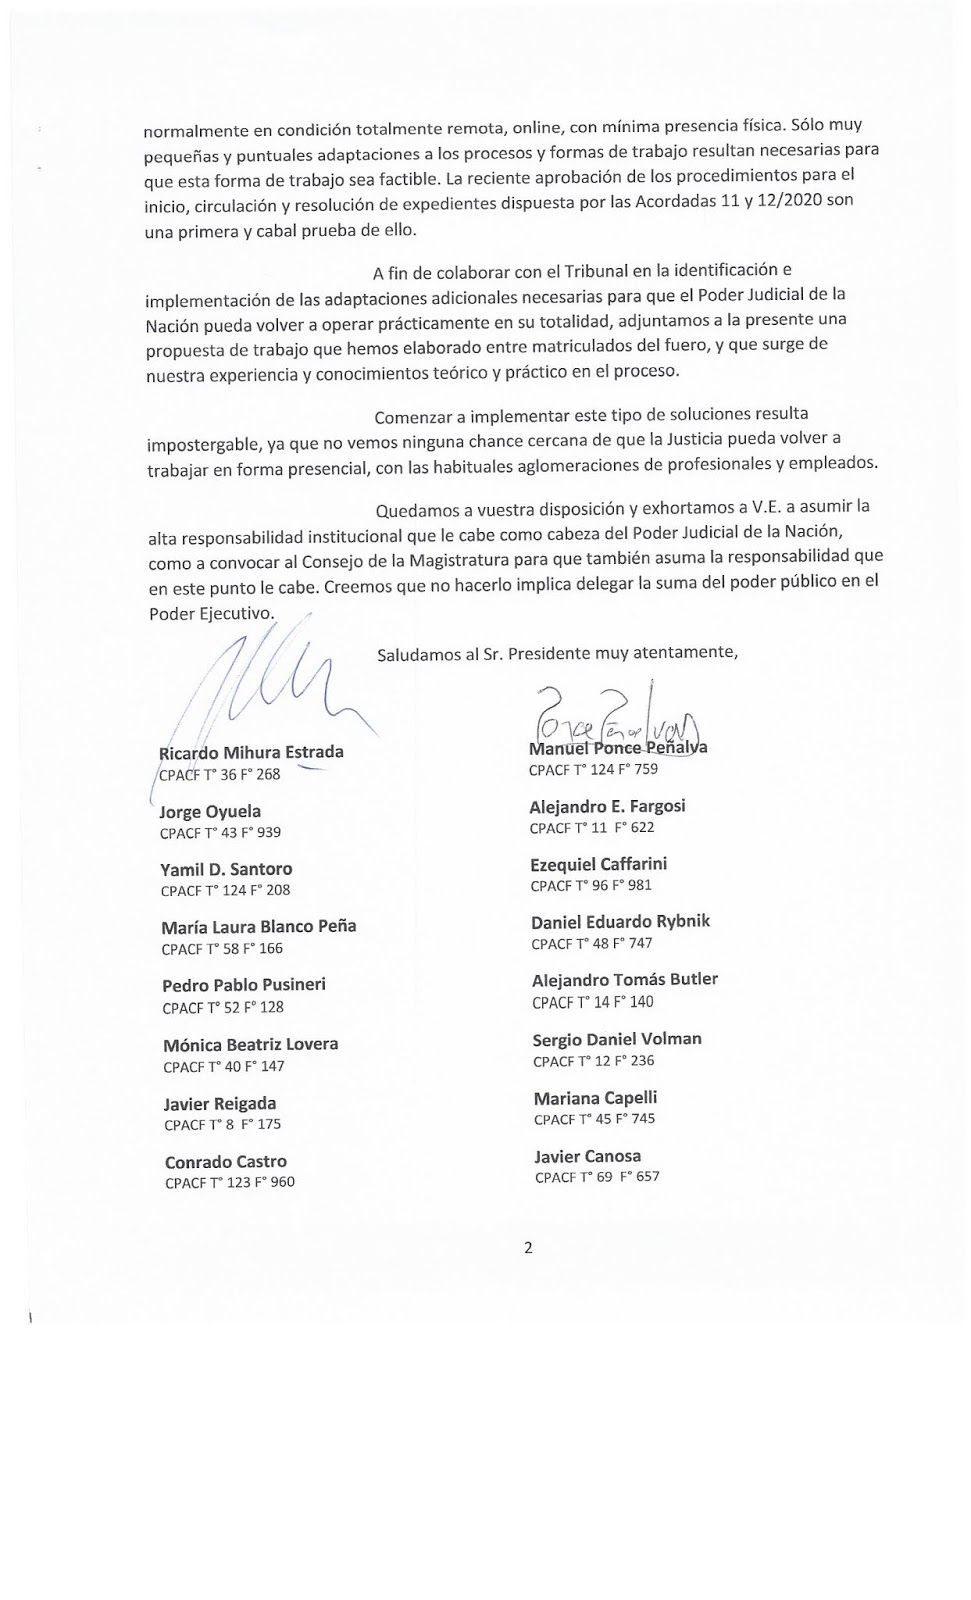 normalmente en condición totalmente remota, online, con mínima presencia física. Sólo muy
pequeñas y puntuales adaptaciones a los procesos y formas de trabajo resultan necesarias para
que esta forma de trabajo sea factible. La reciente aprobación de los procedimientos para el
inicio, circulación y resolución de expedientes dispuesta por las Acordadas 11 y 12/2020 son
una primera y cabal prueba de ello.
A fin de colaborar con el Tribunal en la identificación e
implementación de las adaptaciones adicionales necesarias para que el Poder Judicial de la
Nación pueda volver a operar prácticamente en su totalidad, adjuntamos a la presente una
propuesta de trabajo que hemos elaborado entre matriculados del fuero, y que surge de
nuestra experiencia y conocimientos teórico y práctico en el proceso.
Comenzar a implementar este tipo de soluciones resulta
impostergable, ya que no vemos ninguna chance cercana de que la Justicia pueda volver a
trabajar en forma presencial, con las habituales aglomeraciones de profesionales y empleados.
Quedamos a vuestra disposición y exhortamos a V.E. a asumir la
alta responsabilidad institucional que le cabe como cabeza del Poder Judicial de la Nación,
como a convocar al Consejo de la Magistratura para que también asuma la responsabilidad que
en este punto le cabe. Creemos que no hacerlo implica delegar la suma del poder público en el
Poder Ejecutivo.
Saludamos al Sr. Presidente muy atentamente,
Ricardo Mihura Estrada
CPACF T° 36 F° 268
Jorge Oyuela
CPACF T° 43 F° 939
Yamil D. Santoro
CPACF T° 124 F° 208
María Laura Blanco Peña
CPACF T° 58 F° 166
Pedro Pablo Pusineri
CPACF T° 52 F° 128
Mónica Beatriz Lovera
CPACF T° 40 F° 147
Javier Reigada
CPACF T° 8 F° 175
Conrado Castro
CPACF T° 123 F° 960
Ponce Peñalva
Manuel Ponce Peñalva
CPACF T° 124 F° 759
Alejandro E. Fargosi
CPACF T° 11 F° 622
Ezequiel Caffarini
CPACF T° 96 F° 981
Daniel Eduardo Rybnik
CPACF T° 48 F° 747
Alejandro Tomás Butler
CPACF T° 14 F° 140
Sergio Daniel Volman
CPACF T° 12 F° 236
Mariana Capelli
CPACF T° 45 F° 745
Javier Canosa
CPACF T° 69 F° 657
2